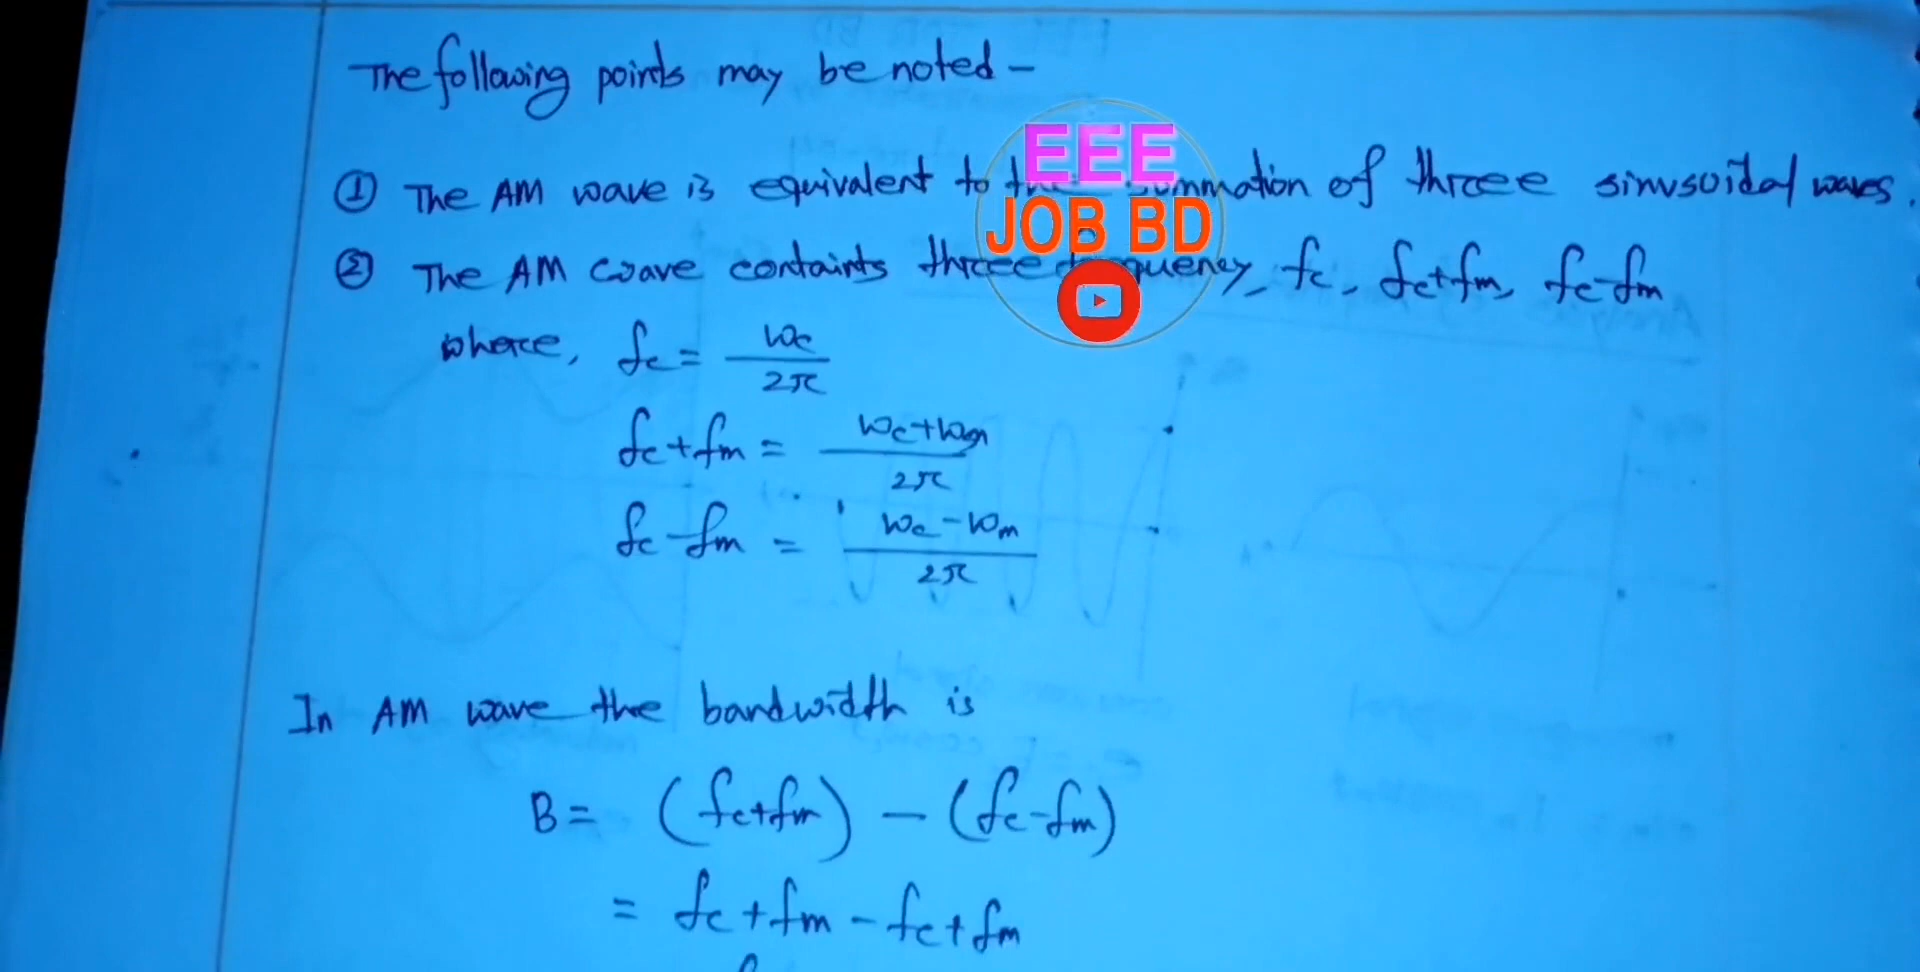 The following points may be noted –
① The AM wave is equivalent to the summation of three sinusoidal waves.
② The AM wave containts three frequency, fc, fc+fm, fc-fm
where, fc = ωc / 2π
fc+fm = ωc+ωm / 2π
fc-fm = ωc-ωm / 2π
In AM wave the bandwidth is
B = (fc+fm) – (fc-fm)
= fc+fm-fc+fm
EEE
JOB BD